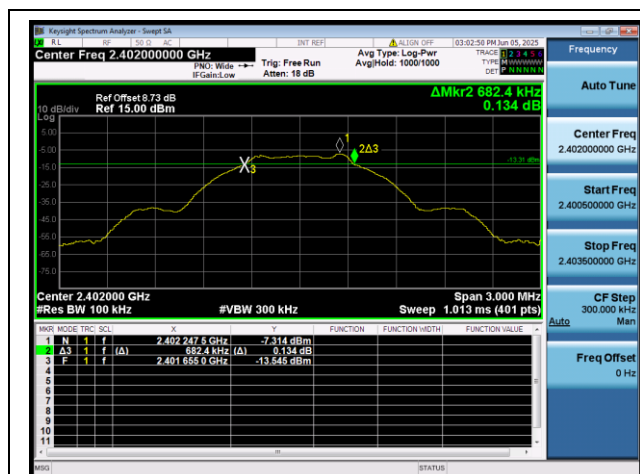 Keysight Spectrum Analyzer - Swept SA
RL RF 50 Ω AC INT REF ALIGN OFF 03:02:50 PM Jun 05, 2025
Center Freq 2.402000000 GHz
PNO: Wide
IFGain:Low
Trig: Free Run
Atten: 18 dB
Avg Type: Log-Pwr
Avg|Hold: 1000/1000
TRACE 1 2 3 4 5 6
TYPE MWWWWW
DET P NNNNN
Frequency
Auto Tune
Center Freq
2.402000000 GHz
Start Freq
2.400500000 GHz
Stop Freq
2.403500000 GHz
CF Step
300.000 kHz
Auto Man
Freq Offset
0 Hz
ΔMkr2 682.4 kHz
0.134 dB
Ref Offset 8.73 dB
10 dB/div Ref 15.00 dBm
Log
5.00
-5.00
-15.0
-25.0
-35.0
-45.0
-55.0
-65.0
-75.0
1
2Δ3
3
-13.31 dBm
Center 2.402000 GHz Span 3.000 MHz
#Res BW 100 kHz #VBW 300 kHz Sweep 1.013 ms (401 pts)
MKR MODE TRC SCL X Y FUNCTION FUNCTION WIDTH FUNCTION VALUE
1 N 1 f 2.402 247 5 GHz -7.314 dBm
2 Δ3 1 f (Δ) 682.4 kHz (Δ) 0.134 dB
3 F 1 f 2.401 655 0 GHz -13.545 dBm
4
5
6
7
8
9
10
11
MSG STATUS